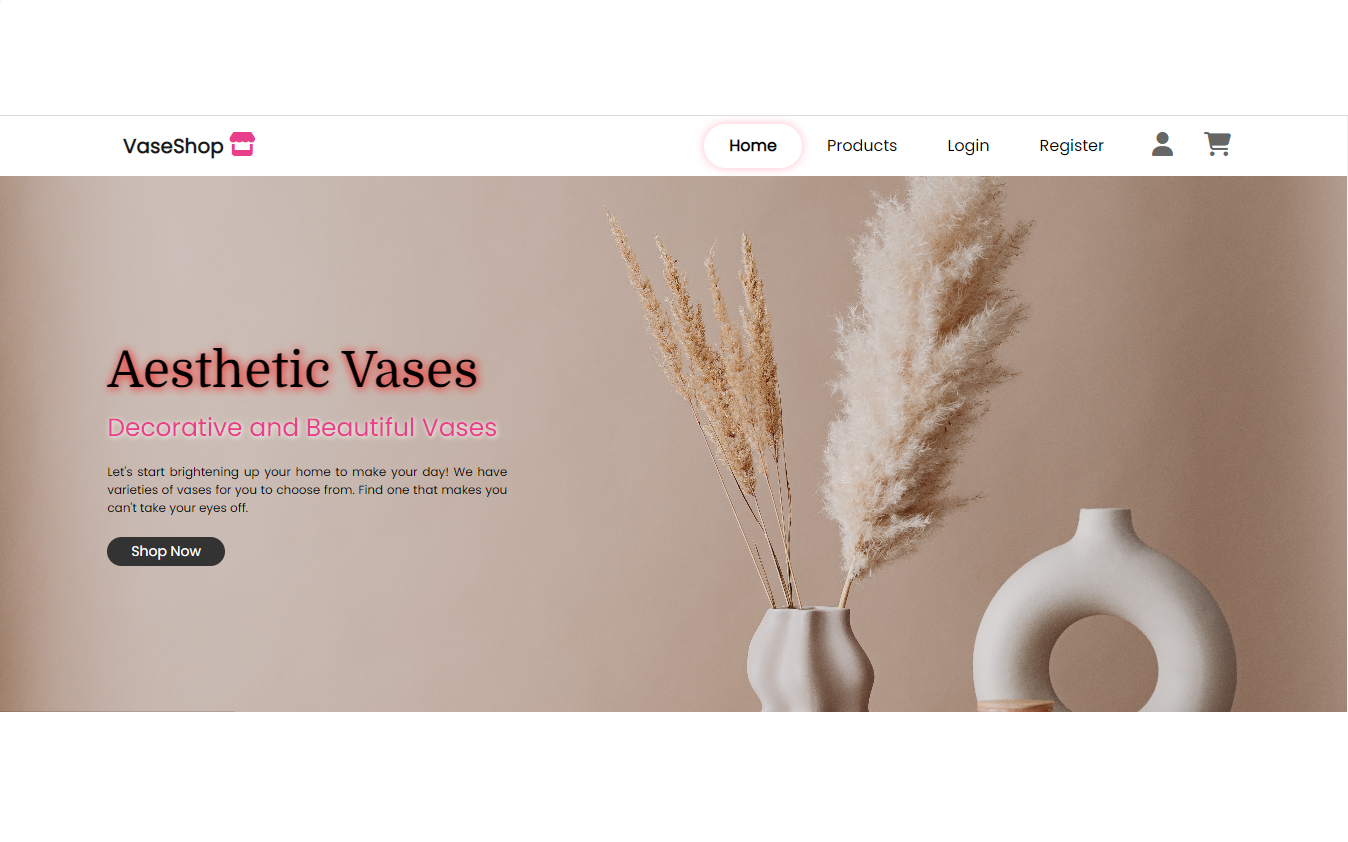 VaseShop
Home Products Login Register
Aesthetic Vases
Decorative and Beautiful Vases
Let's start brightening up your home to make your day! We have
varieties of vases for you to choose from. Find one that makes you
can't take your eyes off.
Shop Now